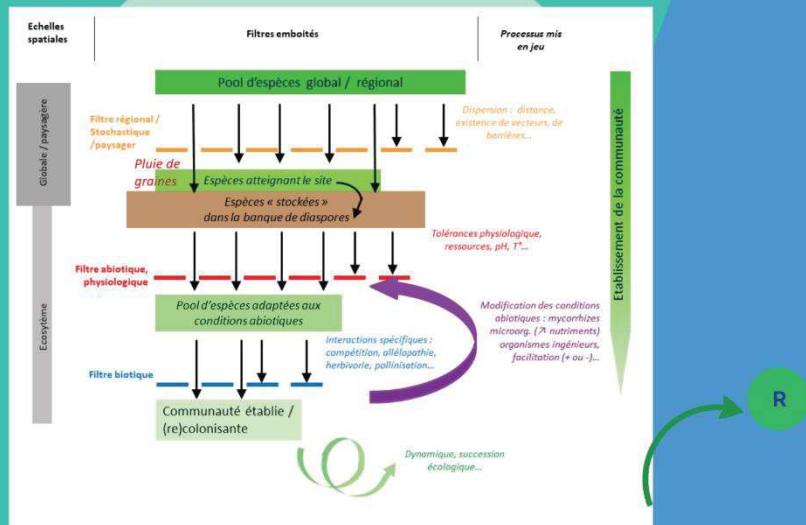 Echelles
spatiales
Filtres emboités
Processus mis
en jeu
Globale / paysagère
Pool d'espèces global / régional
Filtre régional /
Stochastique
/paysager
Dispersion : distance,
existence de vecteurs, de
barrières...
Pluie de
graines
Espèces atteignant le site
Espèces « stockées »
dans la banque de diaspores
Etablissement de la communauté
Ecosytème
Tolérances physiologique,
ressources, pH, T°...
Filtre abiotique,
physiologique
Pool d'espèces adaptées aux
conditions abiotiques
Modification des conditions
abiotiques : mycorrhizes
microorg. (↗ nutriments)
organismes ingénieurs,
facilitation (+ ou -)...
Interactions spécifiques :
compétition, allélopathie,
herbivorie, pollinisation...
Filtre biotique
Communauté établie /
(re)colonisante
Dynamique, succession
écologique...
R